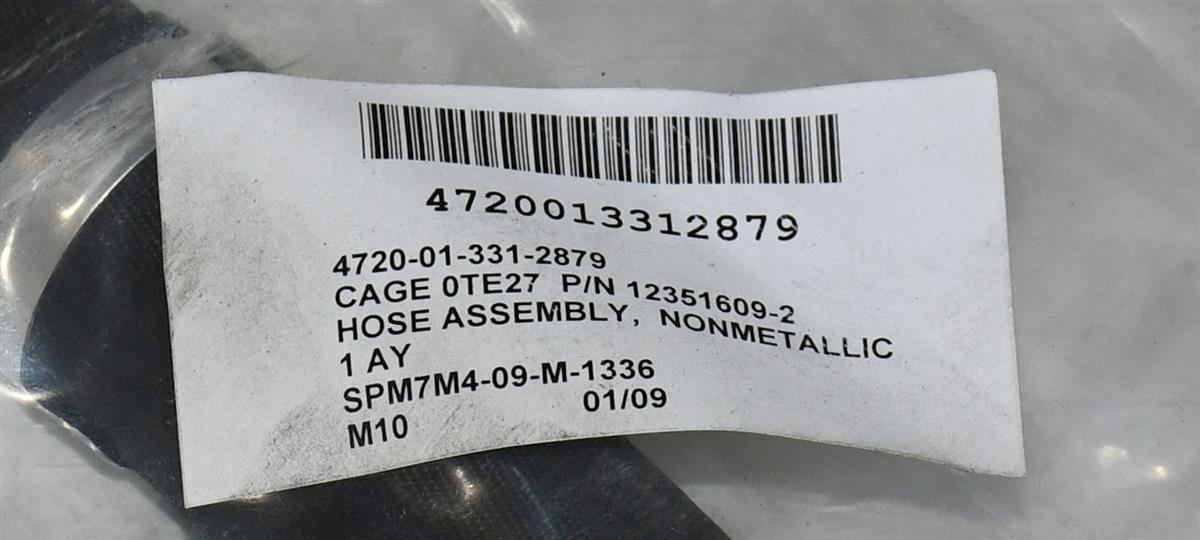 4720013312879
4720-01-331-2879
CAGE 0TE27 P/N 12351609-2
HOSE ASSEMBLY, NONMETALLIC
1 AY
SPM7M4-09-M-1336
M10 01/09